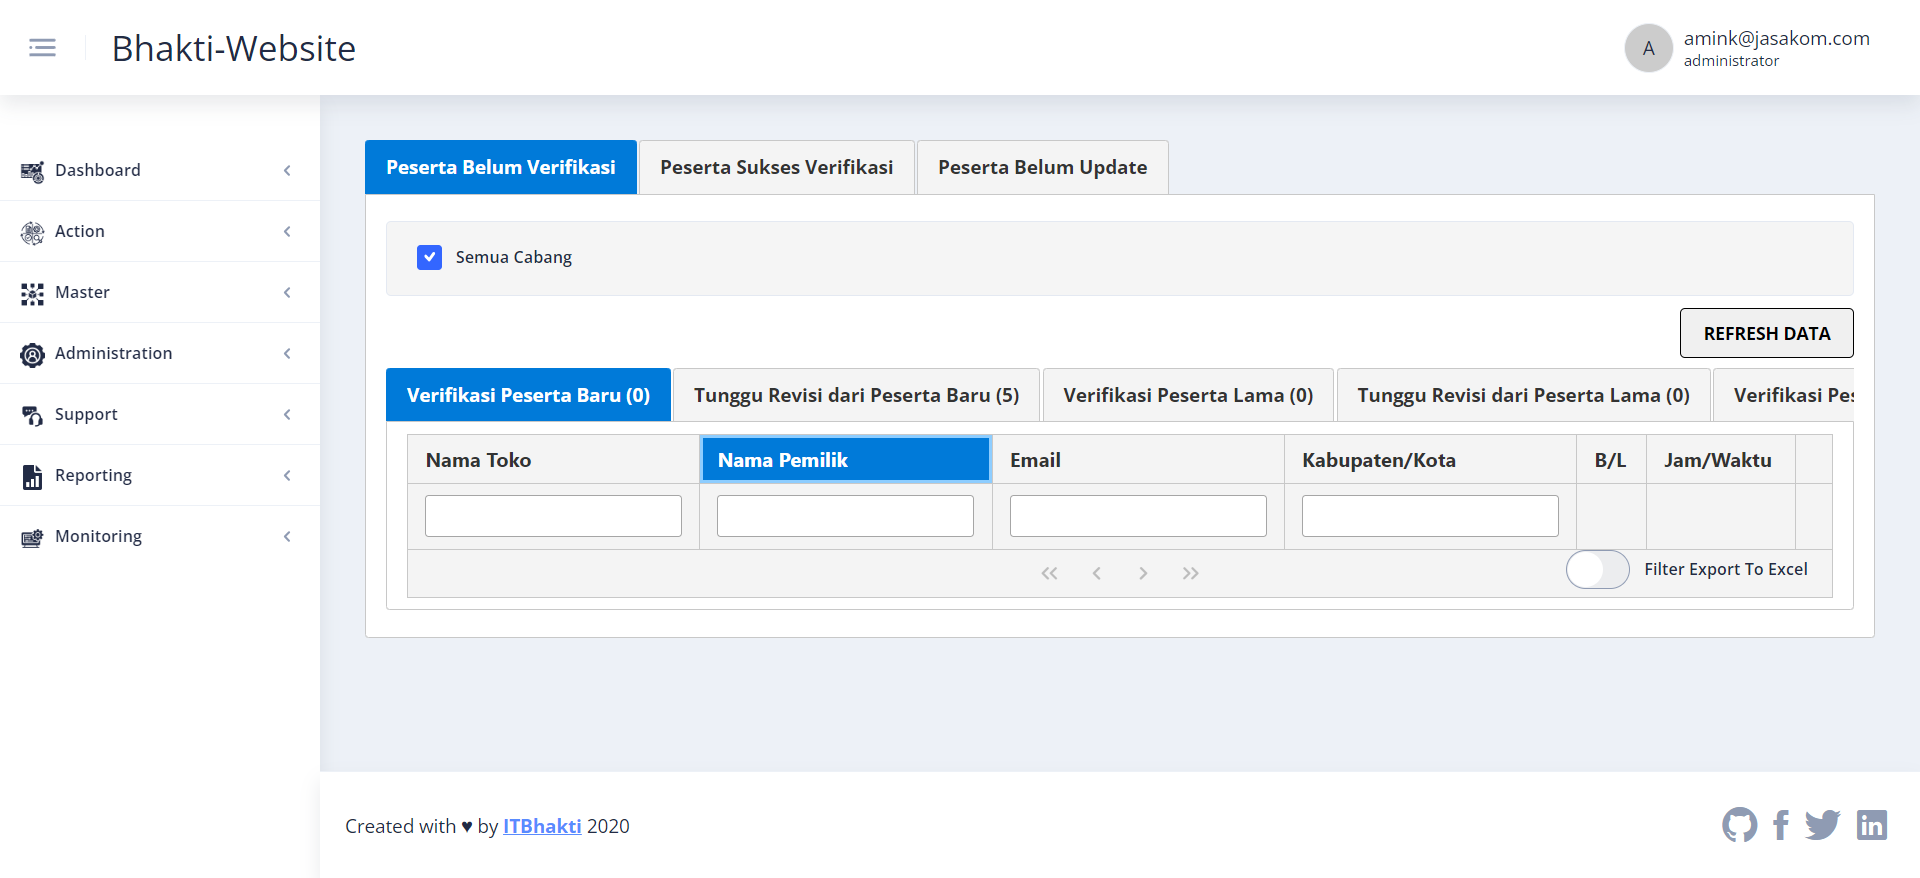 Bhakti-Website
A
amink@jasakom.com
administrator
Dashboard
Action
Master
Administration
Support
Reporting
Monitoring
Peserta Belum Verifikasi
Peserta Sukses Verifikasi
Peserta Belum Update
Semua Cabang
REFRESH DATA
Verifikasi Peserta Baru (0)
Tunggu Revisi dari Peserta Baru (5)
Verifikasi Peserta Lama (0)
Tunggu Revisi dari Peserta Lama (0)
Verifikasi
Nama Toko
Nama Pemilik
Email
Kabupaten/Kota
B/L
Jam/Waktu
Filter Export To Excel
Created with ♥ by ITBhakti 2020